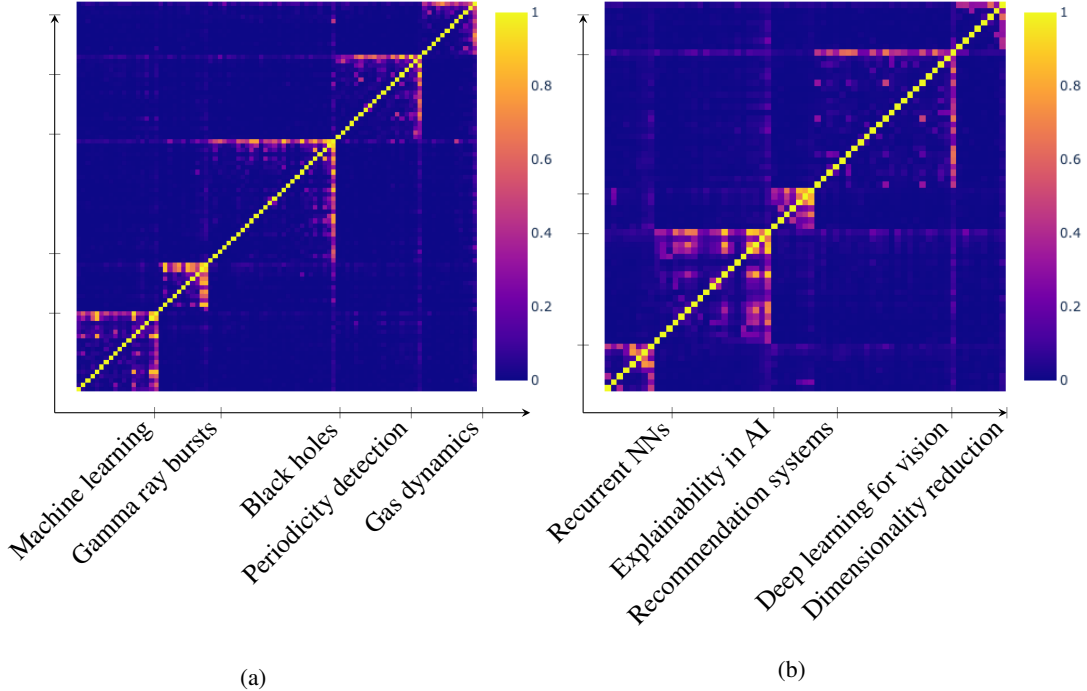 1
0.8
0.6
0.4
0.2
0
Machine learning
Gamma ray bursts
Black holes
Periodicity detection
Gas dynamics
(a)
1
0.8
0.6
0.4
0.2
0
Recurrent NNs
Explainability in AI
Recommendation systems
Deep learning for vision
Dimensionality reduction
(b)